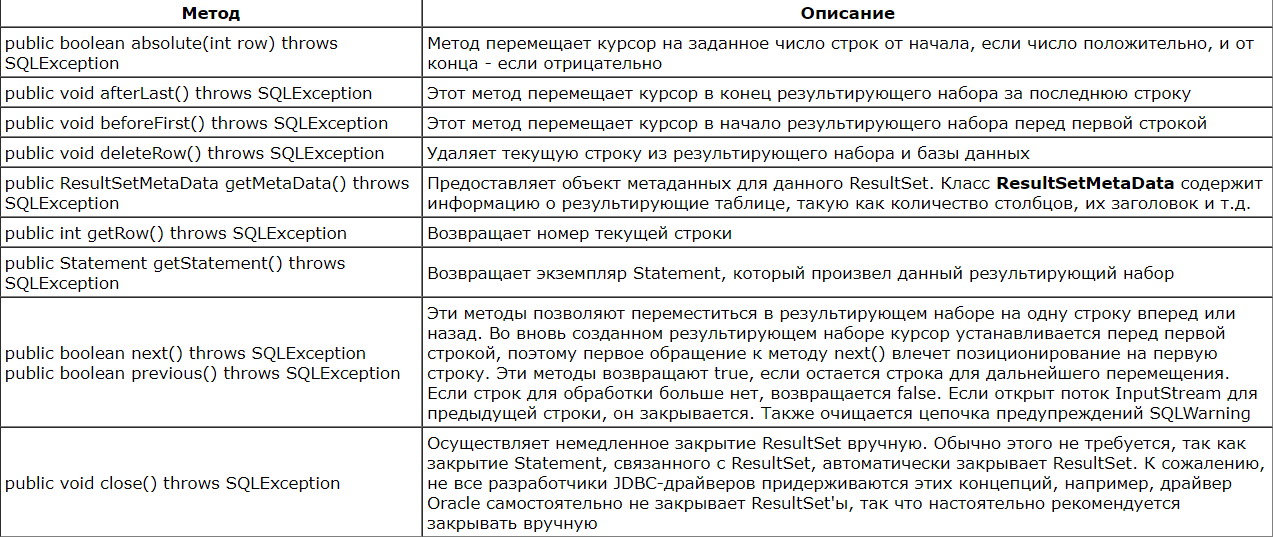 Метод
Описание
public boolean absolute(int row) throws
SQLException
Метод перемещает курсор на заданное число строк от начала, если число положительно, и от
конца - если отрицательно
public void afterLast() throws SQLException
Этот метод перемещает курсор в конец результирующего набора за последнюю строку
public void beforeFirst() throws SQLException
Этот метод перемещает курсор в начало результирующего набора перед первой строкой
public void deleteRow() throws SQLException
Удаляет текущую строку из результирующего набора и базы данных
public ResultSetMetaData getMetaData() throws
SQLException
Предоставляет объект метаданных для данного ResultSet. Класс ResultSetMetaData содержит
информацию о результирующие таблице, такую как количество столбцов, их заголовок и т.д.
public int getRow() throws SQLException
Возвращает номер текущей строки
public Statement getStatement() throws
SQLException
Возвращает экземпляр Statement, который произвел данный результирующий набор
public boolean next() throws SQLException
public boolean previous() throws SQLException
Эти методы позволяют переместиться в результирующем наборе на одну строку вперед или
назад. Во вновь созданном результирующем наборе курсор устанавливается перед первой
строкой, поэтому первое обращение к методу next() влечет позиционирование на первую
строку. Эти методы возвращают true, если остается строка для дальнейшего перемещения.
Если строк для обработки больше нет, возвращается false. Если открыт поток InputStream для
предыдущей строки, он закрывается. Также очищается цепочка предупреждений SQLWarning
public void close() throws SQLException
Осуществляет немедленное закрытие ResultSet вручную. Обычно этого не требуется, так как
закрытие Statement, связанного с ResultSet, автоматически закрывает ResultSet. К сожалению,
не все разработчики JDBC-драйверов придерживаются этих концепций, например, драйвер
Oracle самостоятельно не закрывает ResultSet'ы, так что настоятельно рекомендуется
закрывать вручную